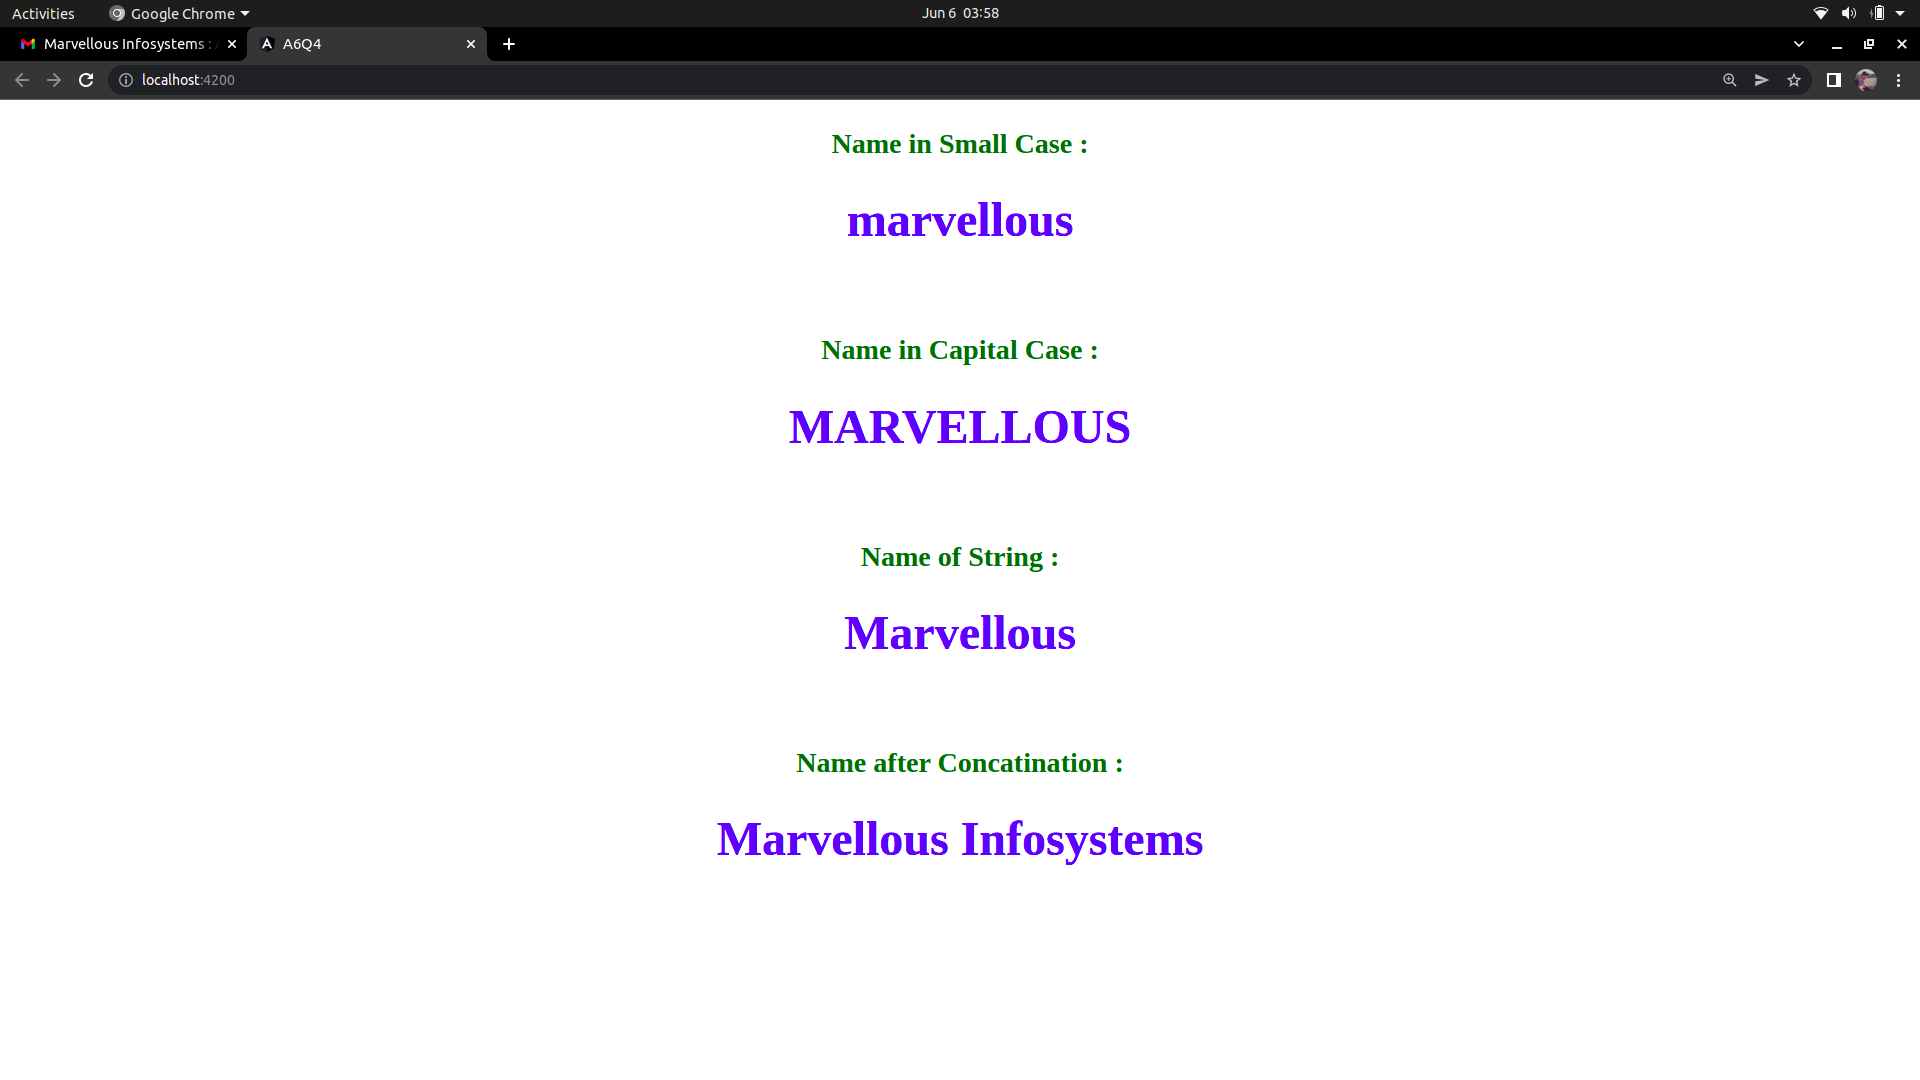 Activities
Google Chrome
Jun 6 03:58
Marvellous Infosystems :
A6Q4
localhost:4200
Name in Small Case :
marvellous
Name in Capital Case :
MARVELLOUS
Name of String :
Marvellous
Name after Concatination :
Marvellous Infosystems